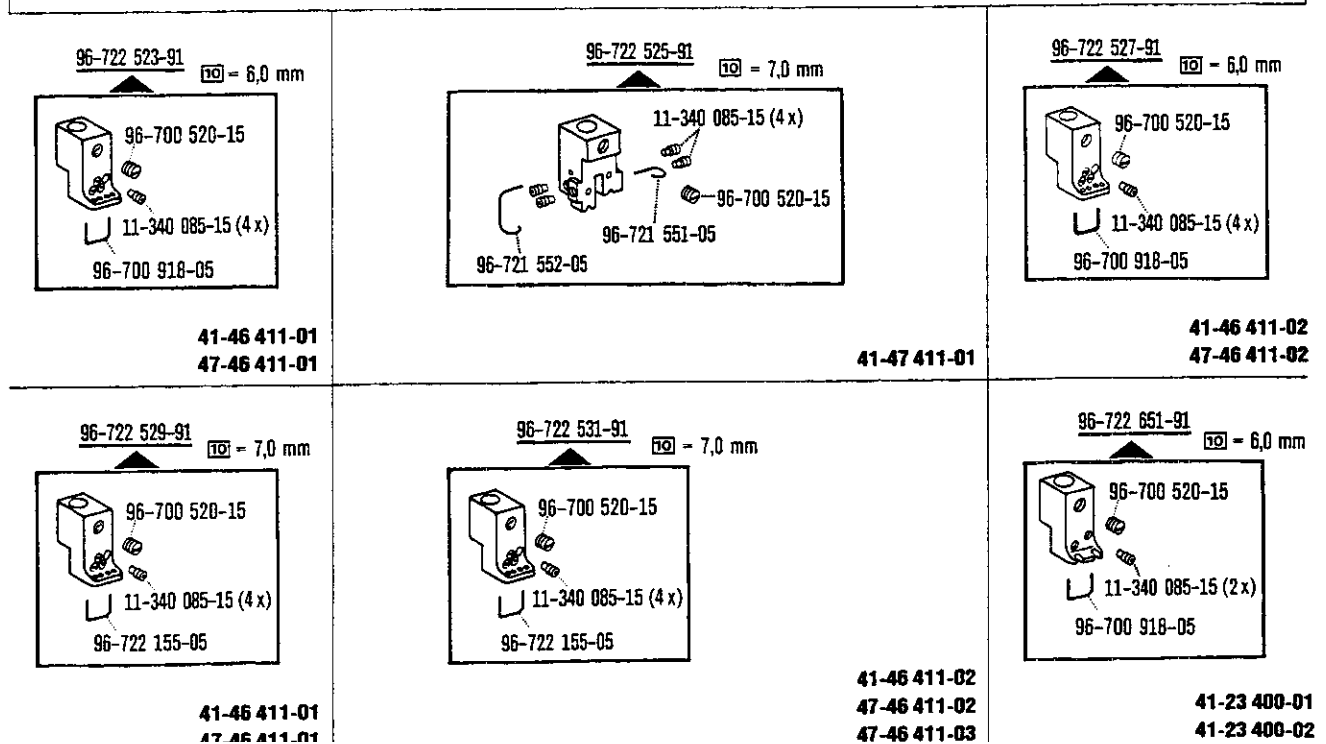 96-722 523-91
10 = 6,0 mm
96-700 520-15
11-340 085-15 (4 x)
96-700 918-05
41-46 411-01
47-46 411-01
96-722 525-91
10 = 7,0 mm
11-340 085-15 (4 x)
96-700 520-15
96-721 551-05
96-721 552-05
41-47 411-01
96-722 527-91
10 = 6,0 mm
96-700 520-15
11-340 085-15 (4 x)
96-700 918-05
41-46 411-02
47-46 411-02
96-722 529-91
10 = 7,0 mm
96-700 520-15
11-340 085-15 (4 x)
96-722 155-05
41-46 411-01
47-46 411-01
96-722 531-91
10 = 7,0 mm
96-700 520-15
11-340 085-15 (4 x)
96-722 155-05
41-46 411-02
47-46 411-02
47-46 411-03
96-722 651-91
10 = 6,0 mm
96-700 520-15
11-340 085-15 (2 x)
96-700 918-05
41-23 400-01
41-23 400-02